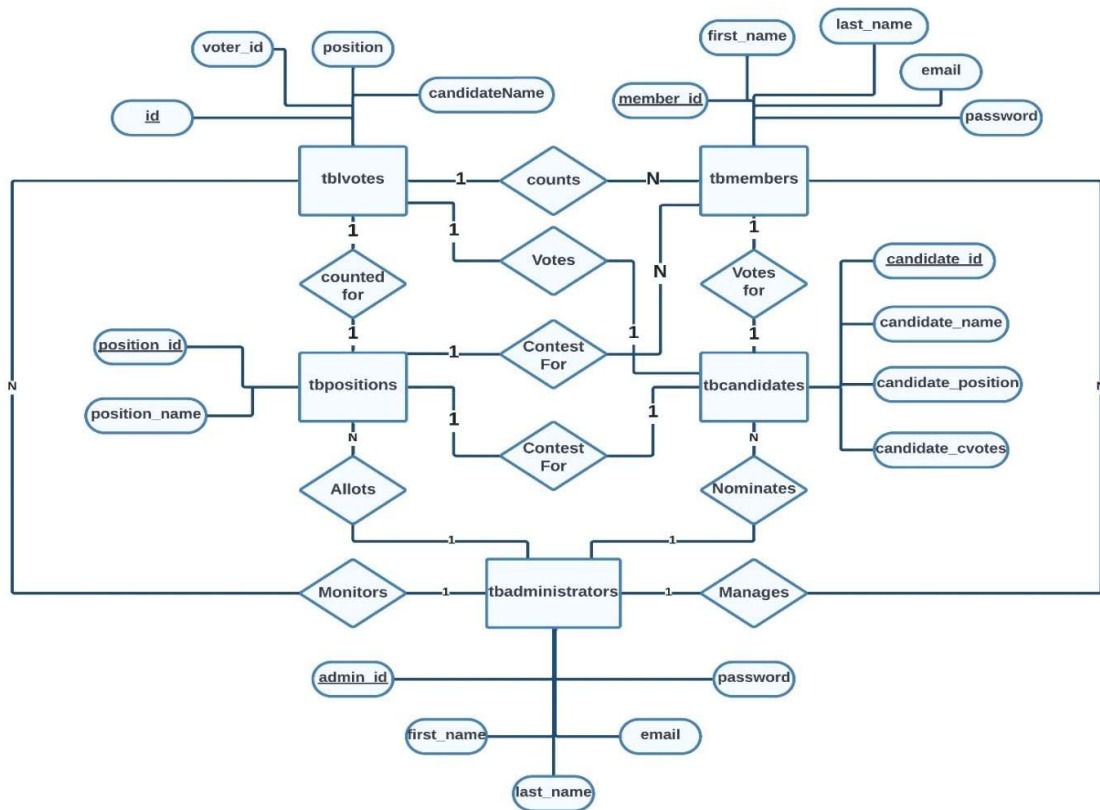 last_name
first_name
voter_id
position
email
candidateName
member_id
id
password
tblvotes
1
counts
N
tbmembers
1
1
1
Votes
counted
for
N
Votes
for
candidate_id
1
1
1
candidate_name
position_id
1
Contest
For
tbpositions
tbcandidates
candidate_position
N
N
position_name
1
1
N
Contest
For
N
candidate_cvotes
Allots
Nominates
1
1
Monitors
1
tbadministrators
1
Manages
admin_id
password
first_name
email
last_name